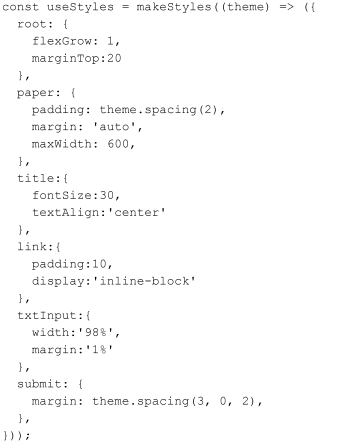 const useStyles = makeStyles((theme) => ({
  root: {
    flexGrow: 1,
    marginTop:20
  },
  paper: {
    padding: theme.spacing(2),
    margin: 'auto',
    maxWidth: 600,
  },
  title:{
    fontSize:30,
    textAlign:'center'
  },
  link:{
    padding:10,
    display:'inline-block'
  },
  txtInput:{
    width:'98%',
    margin:'1%'
  },
  submit: {
    margin: theme.spacing(3, 0, 2),
  },
}));